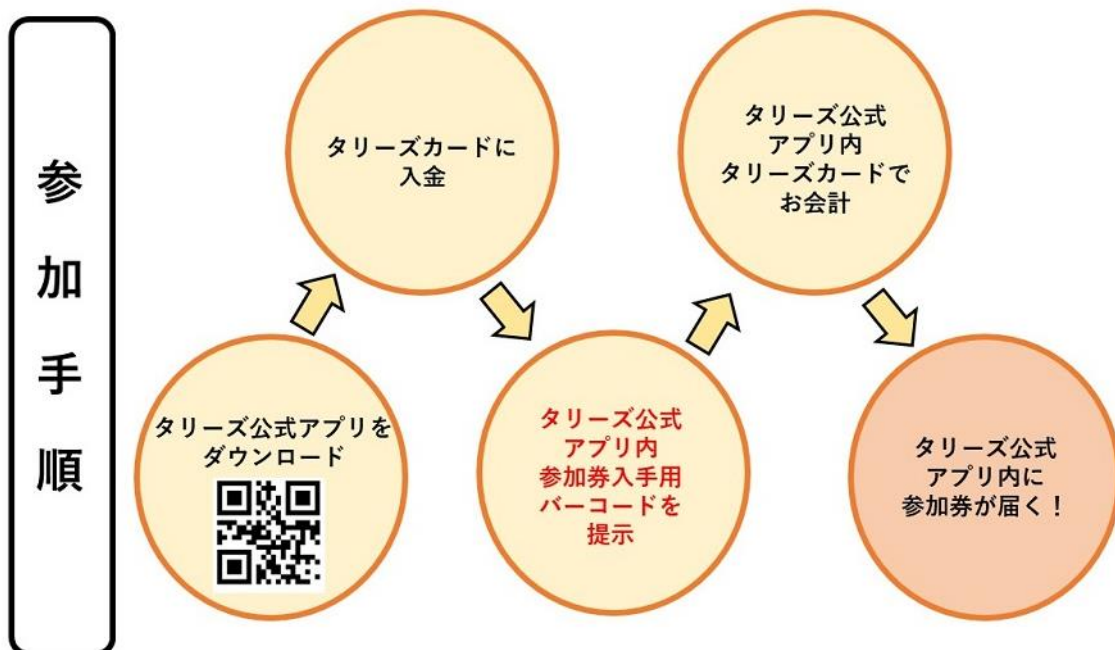 参加手順
タリーズ公式アプリを
ダウンロード
タリーズカードに
入金
タリーズ公式
アプリ内
参加券入手用
バーコードを
提示
タリーズ公式
アプリ内
タリーズカードで
お会計
タリーズ公式
アプリ内に
参加券が届く！